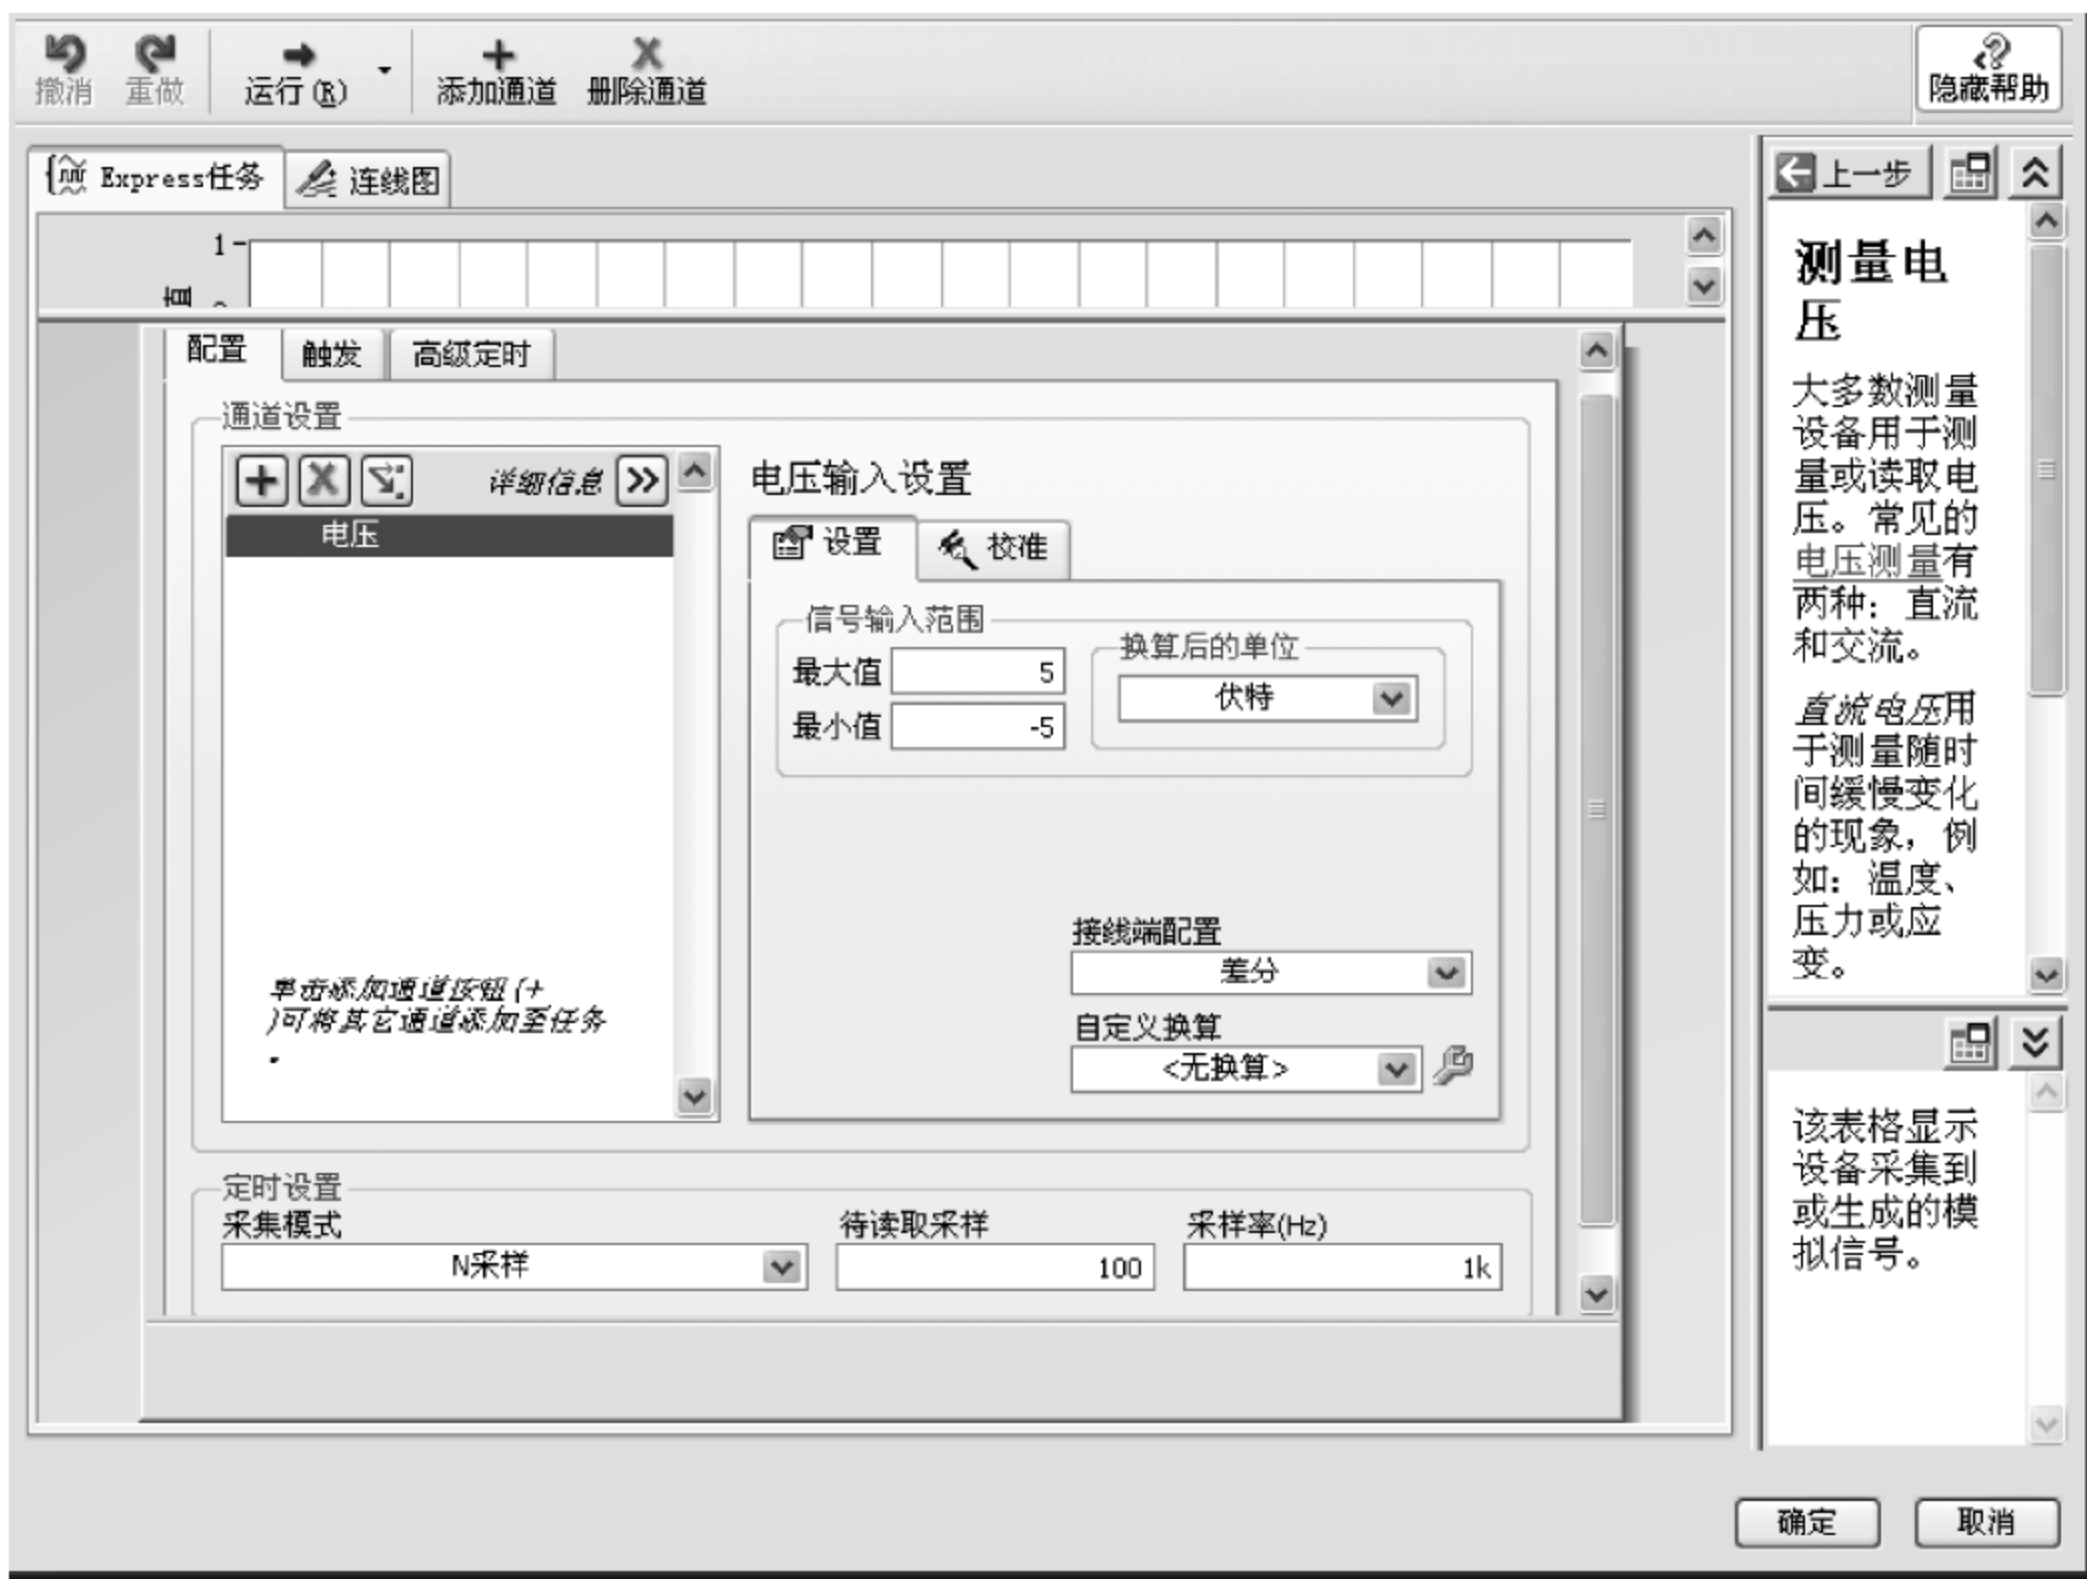 撤消 重做 运行(R) 添加通道 删除通道 隐藏帮助
Express任务 连线图
1
配置 触发 高级定时
通道设置
详细信息
电压
单击添加通道按钮(+
)可将其它通道添加至任务
.
电压输入设置
设置 校准
信号输入范围
最大值 5
最小值 -5
换算后的单位
伏特
接线端配置
差分
自定义换算
<无换算>
定时设置
采集模式 待读取采样 采样率(Hz)
N采样 100 1k
上一步
测量电
压
大多数测量
设备用于测
量或读取电
压。常见的
电压测量有
两种：直流
和交流。
直流电压用
于测量随时
间缓慢变化
的现象，例
如：温度、
压力或应
变。
该表格显示
设备采集到
或生成的模
拟信号。
确定 取消